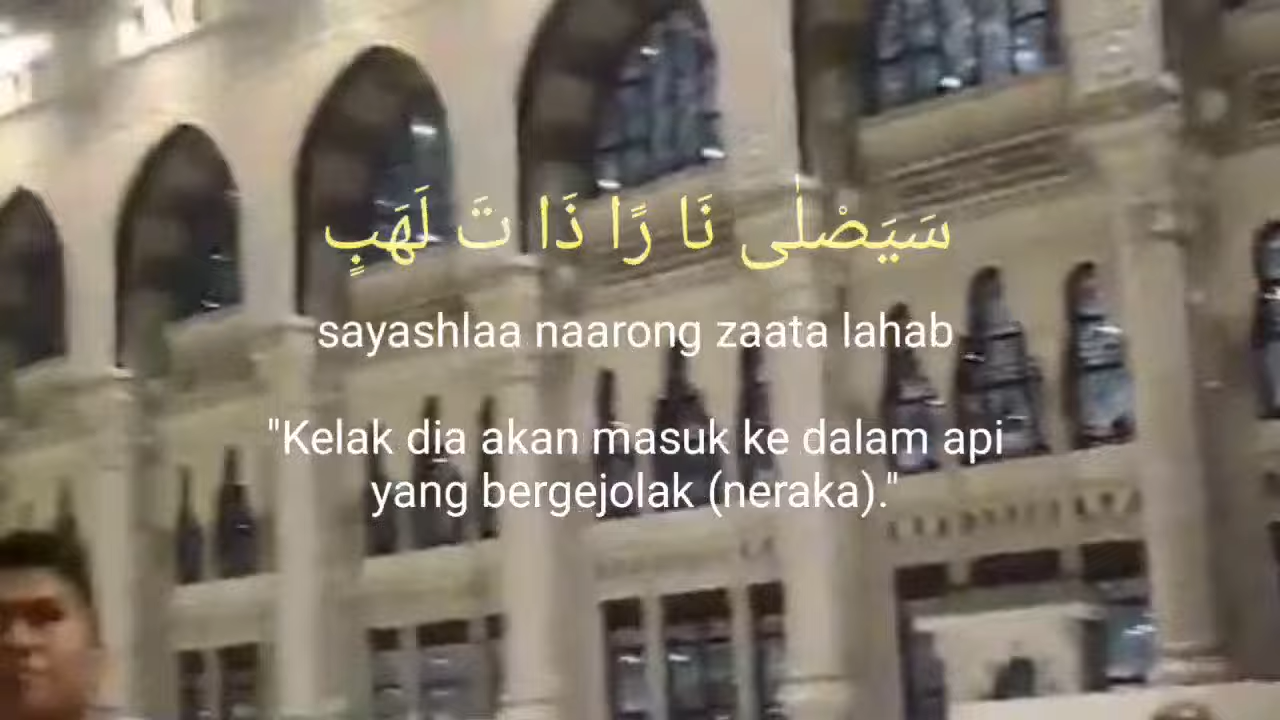 سَيَصْلٰى نَا رًا ذَا تَ لَهَبٍ
sayashlaa naarong zaata lahab
"Kelak dia akan masuk ke dalam api
yang bergejolak (neraka)."